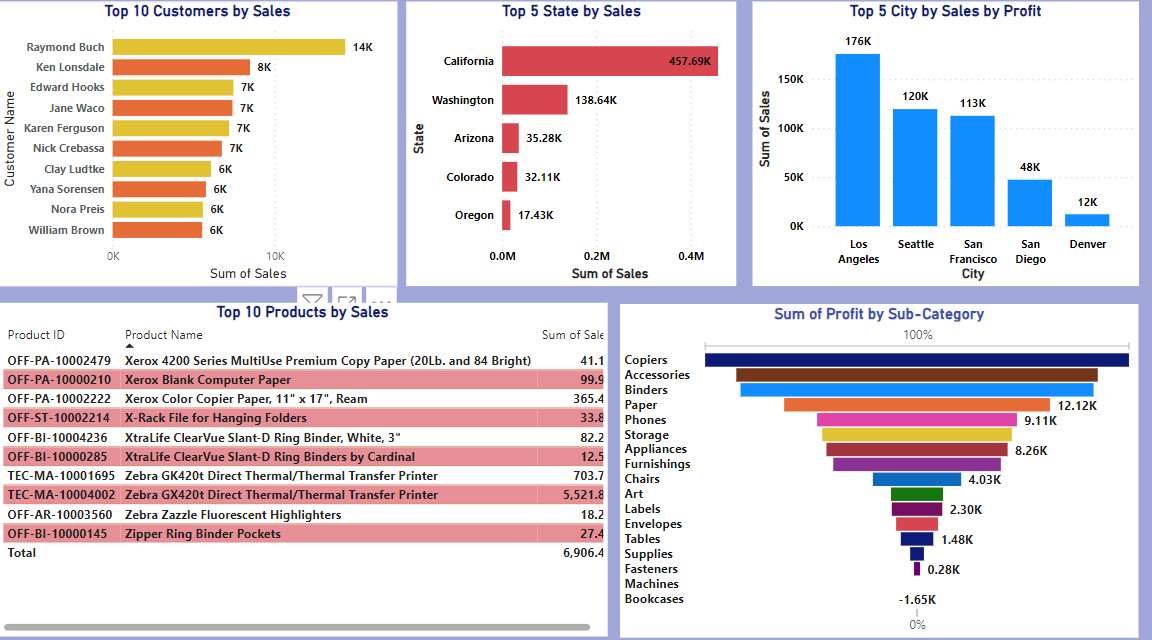 Top 10 Customers by Sales
Customer Name
Raymond Buch 14K
Ken Lonsdale 8K
Edward Hooks 7K
Jane Waco 7K
Karen Ferguson 7K
Nick Crebassa 7K
Clay Ludtke 6K
Yana Sorensen 6K
Nora Preis 6K
William Brown 6K
0K 10K
Sum of Sales
Top 5 State by Sales
State
California 457.69K
Washington 138.64K
Arizona 35.28K
Colorado 32.11K
Oregon 17.43K
0.0M 0.2M 0.4M
Sum of Sales
Top 5 City by Sales by Profit
Sum of Sales
150K
100K
50K
0K
176K 120K 113K 48K 12K
Los Angeles
Seattle
San Francisco
San Diego
Denver
City
Top 10 Products by Sales
Product ID Product Name Sum of Sale
OFF-PA-10002479 Xerox 4200 Series MultiUse Premium Copy Paper (20Lb. and 84 Bright) 41.1
OFF-PA-10000210 Xerox Blank Computer Paper 99.9
OFF-PA-10002222 Xerox Color Copier Paper, 11" x 17", Ream 365.4
OFF-ST-10002214 X-Rack File for Hanging Folders 33.8
OFF-BI-10004236 XtraLife ClearVue Slant-D Ring Binder, White, 3" 82.2
OFF-BI-10000285 XtraLife ClearVue Slant-D Ring Binders by Cardinal 12.5
TEC-MA-10001695 Zebra GK420t Direct Thermal/Thermal Transfer Printer 703.7
TEC-MA-10004002 Zebra GX420t Direct Thermal/Thermal Transfer Printer 5,521.8
OFF-AR-10003560 Zebra Zazzle Fluorescent Highlighters 18.2
OFF-BI-10000145 Zipper Ring Binder Pockets 27.4
Total 6,906.4
Sum of Profit by Sub-Category
100%
Copiers
Accessories
Binders
Paper 12.12K
Phones 9.11K
Storage
Appliances 8.26K
Furnishings
Chairs 4.03K
Art
Labels 2.30K
Envelopes
Tables 1.48K
Supplies
Fasteners 0.28K
Machines
Bookcases -1.65K
0%